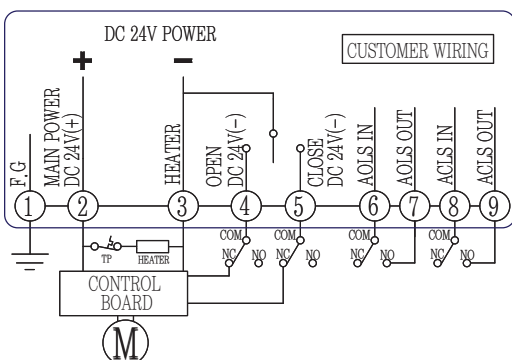 DC 24V POWER
CUSTOMER WIRING
+
−
F.G
MAIN POWER
DC 24V(+)
HEATER
OPEN
DC 24V(-)
CLOSE
DC 24V(-)
AOLS IN
AOLS OUT
ACLS IN
ACLS OUT
1 2 3 4 5 6 7 8 9
COM COM COM COM
NC NO NC NO NC NO NC NO
TP HEATER
CONTROL
BOARD
M